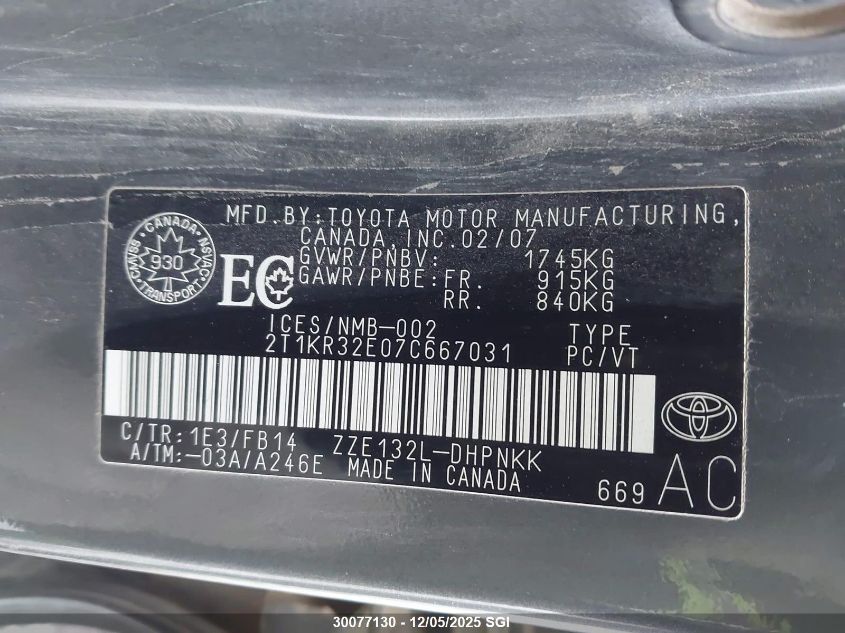 MFD.BY:TOYOTA MOTOR MANUFACTURING,
CANADA, INC.02/07
GVWR/PNBV: 1745KG
GAWR/PNBE:FR. 915KG
RR. 840KG
CANADA
CMVSS NSVAC
930
TRANSPORT
EC
ICES/NMB-002 TYPE
2T1KR32E07C667031 PC/VT
C/TR:1E3/FB14 ZZE132L-DHPNKK
A/TM:-03A/A246E MADE IN CANADA
669 AC
30077130 - 12/05/2025 SGI